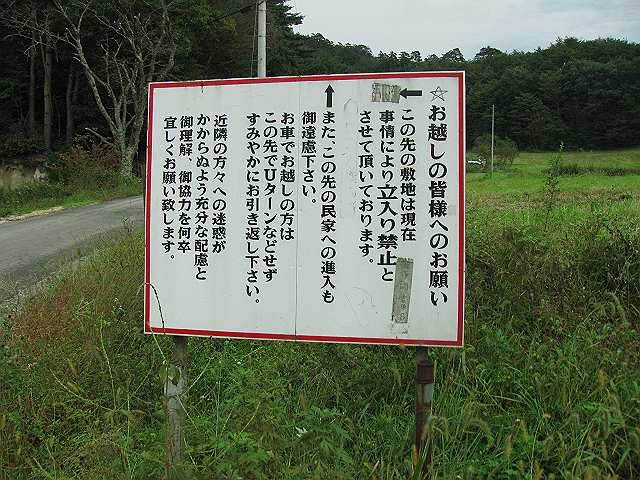 ☆お越しの皆様へのお願い
←この先の敷地は現在
事情により立入り禁止と
させて頂いております。
↑また、この先の民家への進入も
御遠慮下さい。
お車でお越しの方は
この先でUターンなどせず
すみやかにお引き返し下さい。
近隣の方々への迷惑が
かからぬよう充分な配慮と
御理解、御協力を何卒
宜しくお願い致します。